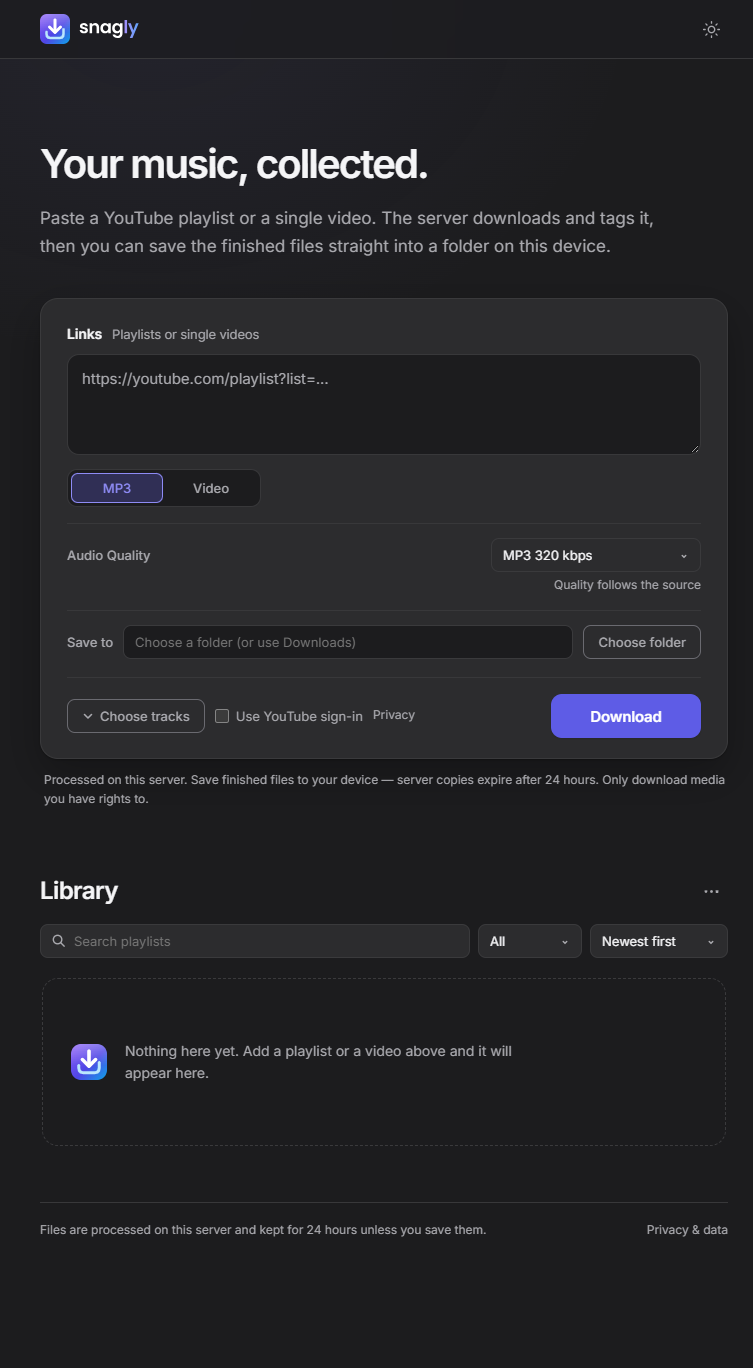 snagly
Your music, collected.
Paste a YouTube playlist or a single video. The server downloads and tags it,
then you can save the finished files straight into a folder on this device.
Links Playlists or single videos
https://youtube.com/playlist?list=...
MP3 Video
Audio Quality MP3 320 kbps
Quality follows the source
Save to Choose a folder (or use Downloads) Choose folder
Choose tracks Use YouTube sign-in Privacy Download
Processed on this server. Save finished files to your device — server copies expire after 24 hours. Only download media
you have rights to.
Library
Search playlists All Newest first
Nothing here yet. Add a playlist or a video above and it will
appear here.
Files are processed on this server and kept for 24 hours unless you save them. Privacy & data